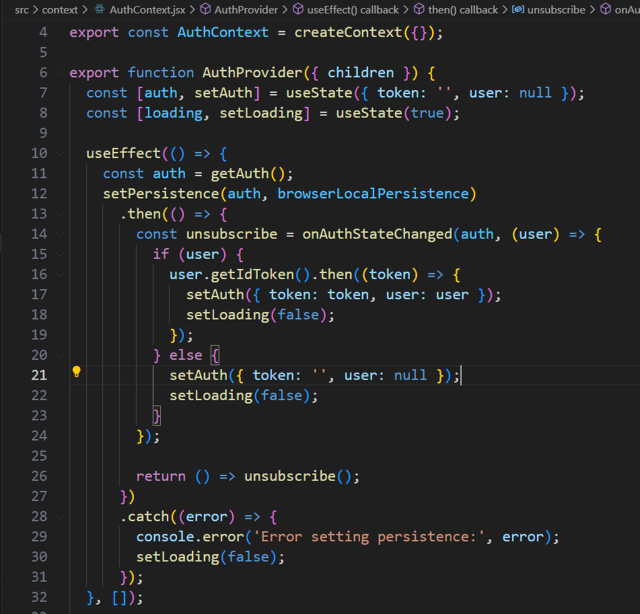 src > context > AuthContext.jsx > AuthProvider > useEffect() callback > then() callback > unsubscribe > onAu
4 export const AuthContext = createContext({});
5
6 export function AuthProvider({ children }) {
7 const [auth, setAuth] = useState({ token: '', user: null });
8 const [loading, setLoading] = useState(true);
9
10 useEffect(() => {
11 const auth = getAuth();
12 setPersistence(auth, browserLocalPersistence)
13 .then(() => {
14 const unsubscribe = onAuthStateChanged(auth, (user) => {
15 if (user) {
16 user.getIdToken().then((token) => {
17 setAuth({ token: token, user: user });
18 setLoading(false);
19 });
20 } else {
21 setAuth({ token: '', user: null });
22 setLoading(false);
23 }
24 });
25
26 return () => unsubscribe();
27 })
28 .catch((error) => {
29 console.error('Error setting persistence:', error);
30 setLoading(false);
31 });
32 }, []);